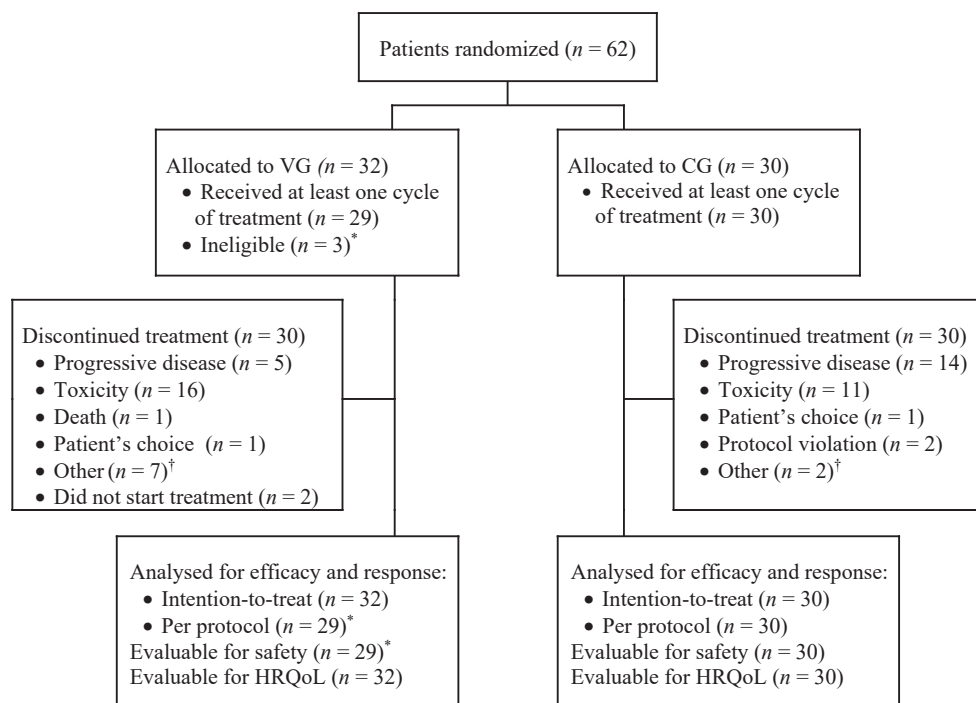 Patients randomized (n = 62)
Allocated to VG (n = 32)
• Received at least one cycle
of treatment (n = 29)
• Ineligible (n = 3)*
Allocated to CG (n = 30)
• Received at least one cycle
of treatment (n = 30)
Discontinued treatment (n = 30)
• Progressive disease (n = 5)
• Toxicity (n = 16)
• Death (n = 1)
• Patient’s choice (n = 1)
• Other (n = 7)†
• Did not start treatment (n = 2)
Discontinued treatment (n = 30)
• Progressive disease (n = 14)
• Toxicity (n = 11)
• Patient’s choice (n = 1)
• Protocol violation (n = 2)
• Other (n = 2)†
Analysed for efficacy and response:
• Intention-to-treat (n = 32)
• Per protocol (n = 29)*
Evaluable for safety (n = 29)*
Evaluable for HRQoL (n = 32)
Analysed for efficacy and response:
• Intention-to-treat (n = 30)
• Per protocol (n = 30)
Evaluable for safety (n = 30)
Evaluable for HRQoL (n = 30)